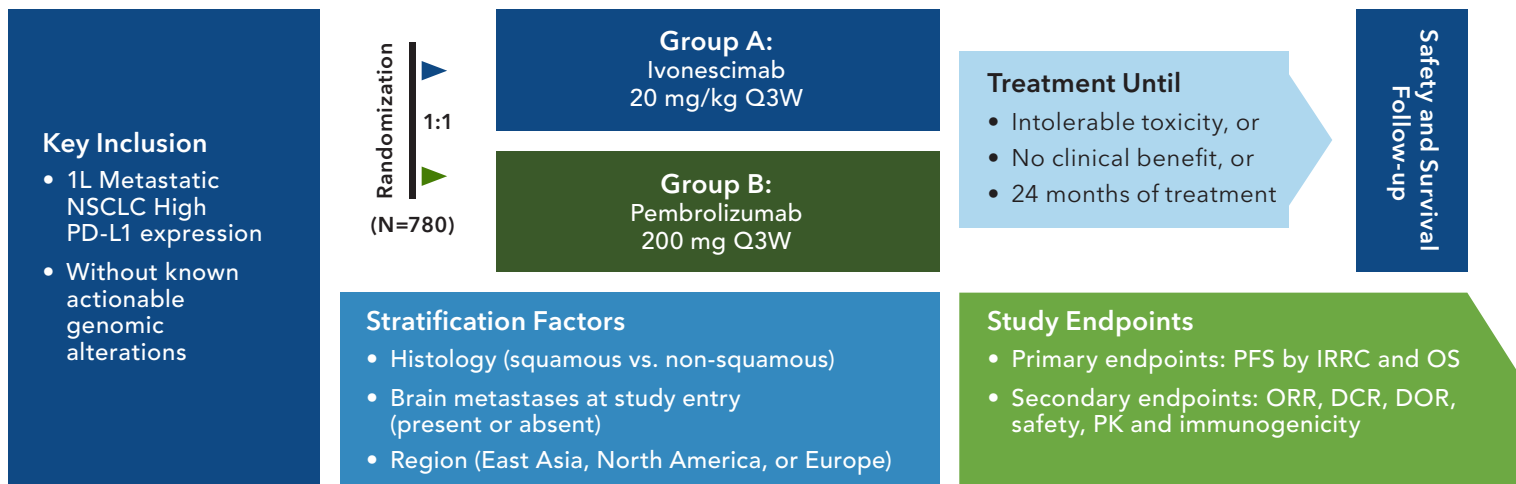 Key Inclusion
• 1L Metastatic
NSCLC High
PD-L1 expression
• Without known
actionable
genomic
alterations
Randomization
1:1
(N=780)
Group A:
Ivonescimab
20 mg/kg Q3W
Group B:
Pembrolizumab
200 mg Q3W
Treatment Until
• Intolerable toxicity, or
• No clinical benefit, or
• 24 months of treatment
Safety and Survival
Follow-up
Stratification Factors
• Histology (squamous vs. non-squamous)
• Brain metastases at study entry
(present or absent)
• Region (East Asia, North America, or Europe)
Study Endpoints
• Primary endpoints: PFS by IRRC and OS
• Secondary endpoints: ORR, DCR, DOR,
safety, PK and immunogenicity